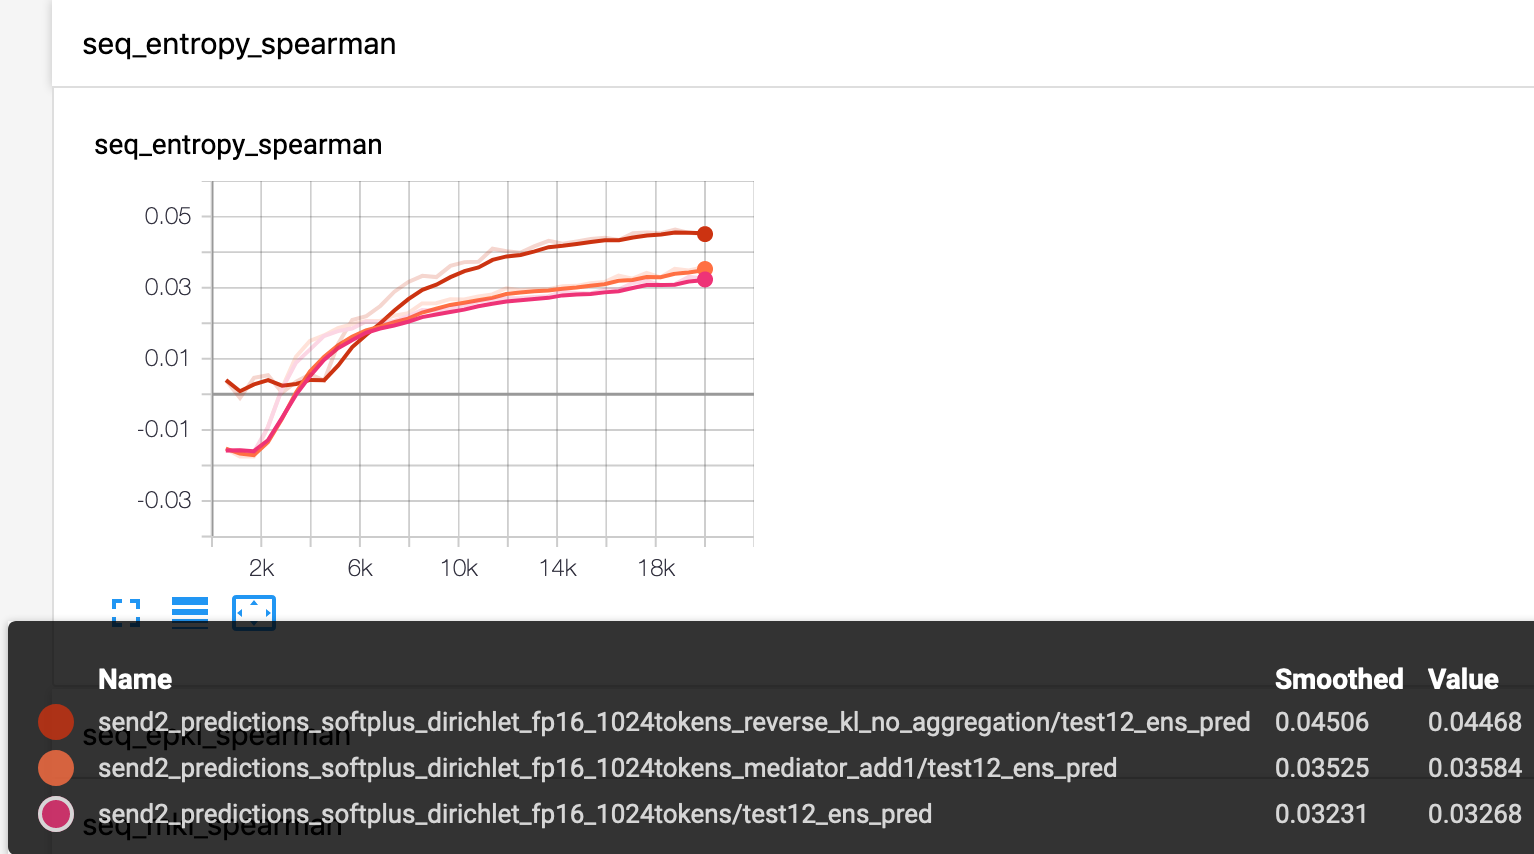 seq_entropy_spearman
seq_entropy_spearman
0.05
0.03
0.01
-0.01
-0.03
2k 6k 10k 14k 18k
Name Smoothed Value
send2_predictions_softplus_dirichlet_fp16_1024tokens_reverse_kl_no_aggregation/test12_ens_pred 0.04506 0.04468
seq_epkl_spearman
send2_predictions_softplus_dirichlet_fp16_1024tokens_mediator_add1/test12_ens_pred 0.03525 0.03584
send2_predictions_softplus_dirichlet_fp16_1024tokens/test12_ens_pred 0.03231 0.03268
seq_mkl_spearman